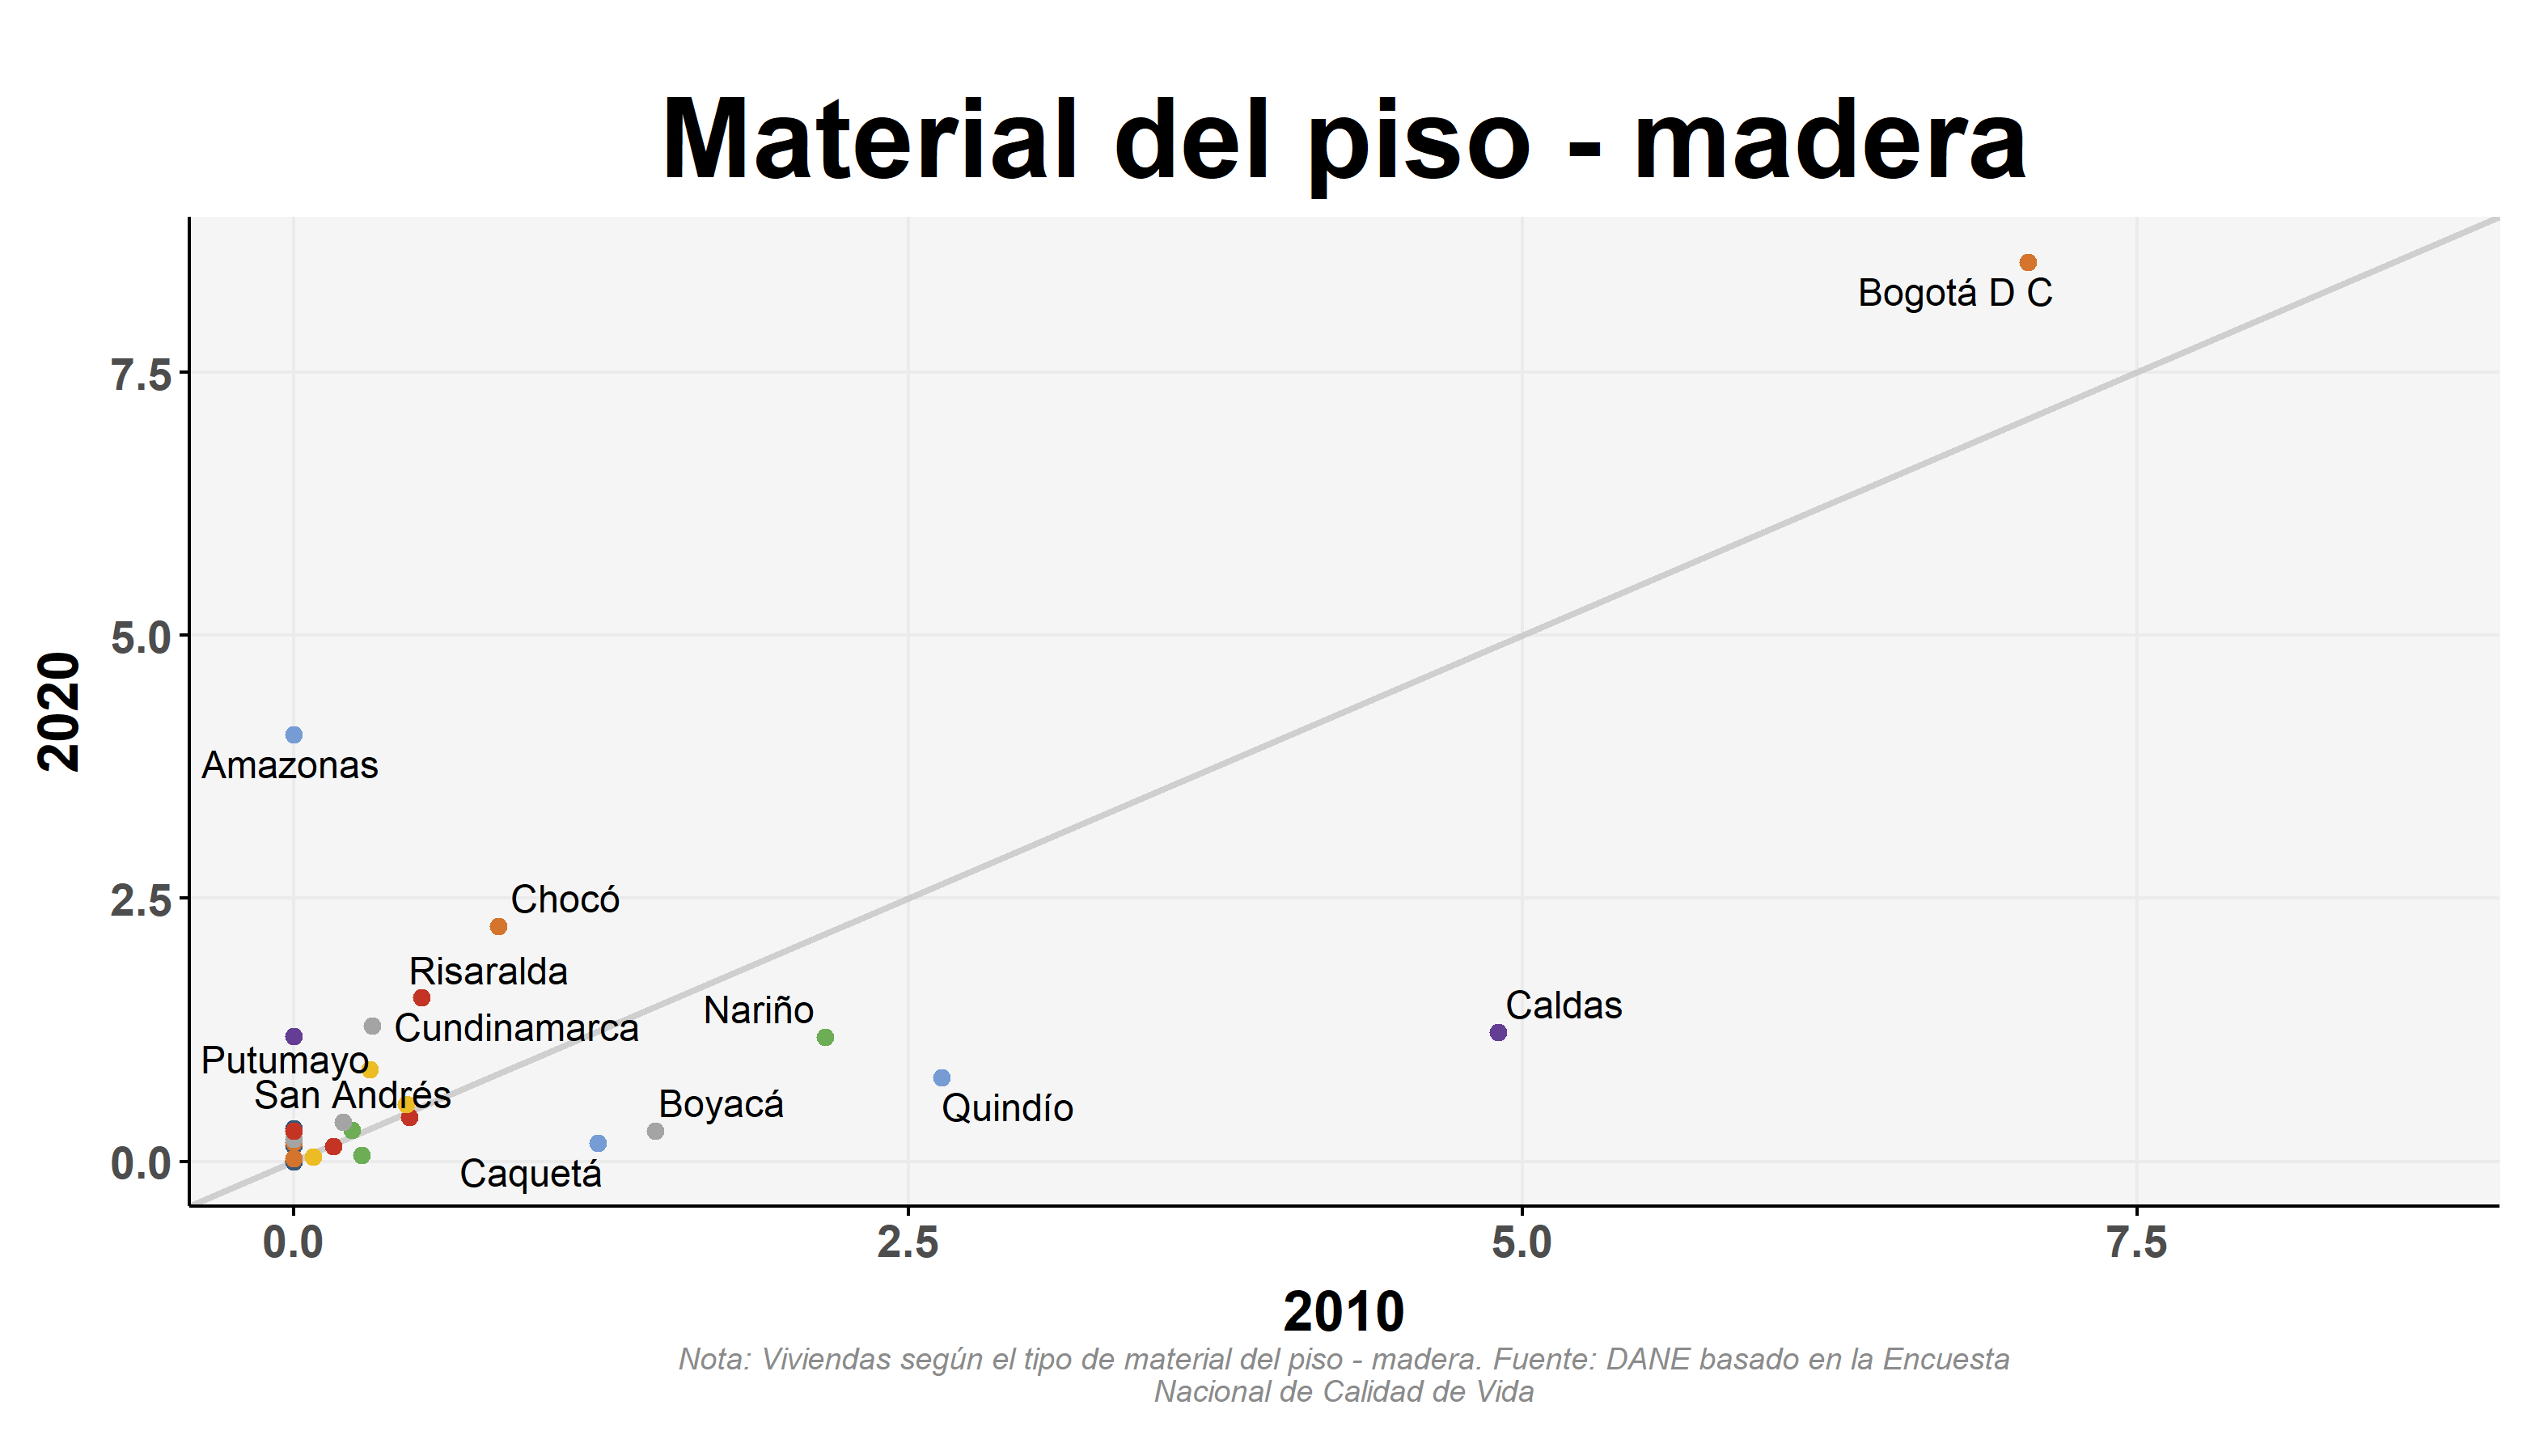 Material del piso - madera
2020
7.5
5.0
2.5
0.0
Bogotá D C
Amazonas
Chocó
Risaralda
Cundinamarca
Nariño
Caldas
Putumayo
San Andrés
Boyacá
Quindío
Caquetá
0.0 2.5 5.0 7.5
2010
Nota: Viviendas según el tipo de material del piso - madera. Fuente: DANE basado en la Encuesta
Nacional de Calidad de Vida